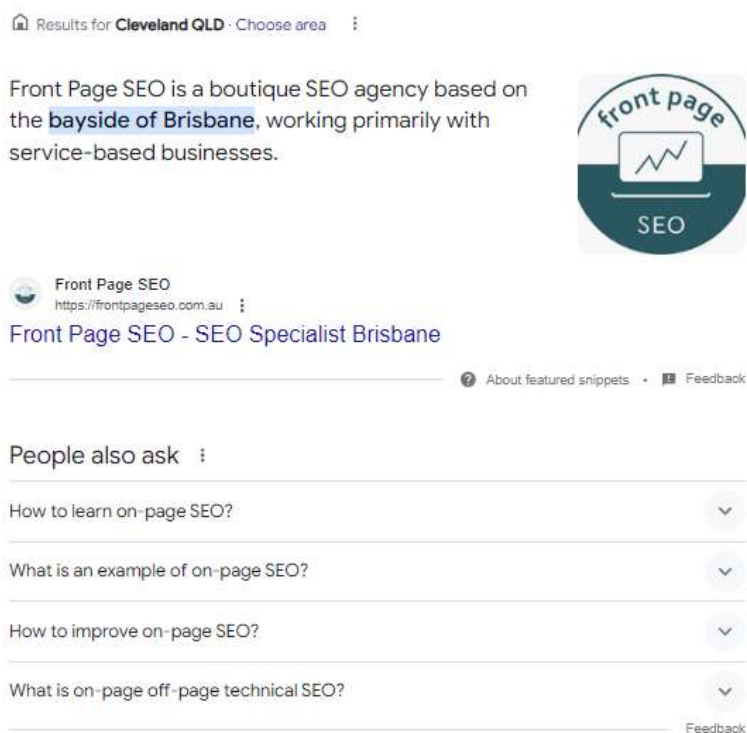 Results for Cleveland QLD · Choose area
Front Page SEO is a boutique SEO agency based on
the bayside of Brisbane, working primarily with
service-based businesses.
front page
SEO
Front Page SEO
https://frontpageseo.com.au
Front Page SEO - SEO Specialist Brisbane
About featured snippets • Feedback
People also ask
How to learn on-page SEO?
What is an example of on-page SEO?
How to improve on-page SEO?
What is on-page off-page technical SEO?
Feedback